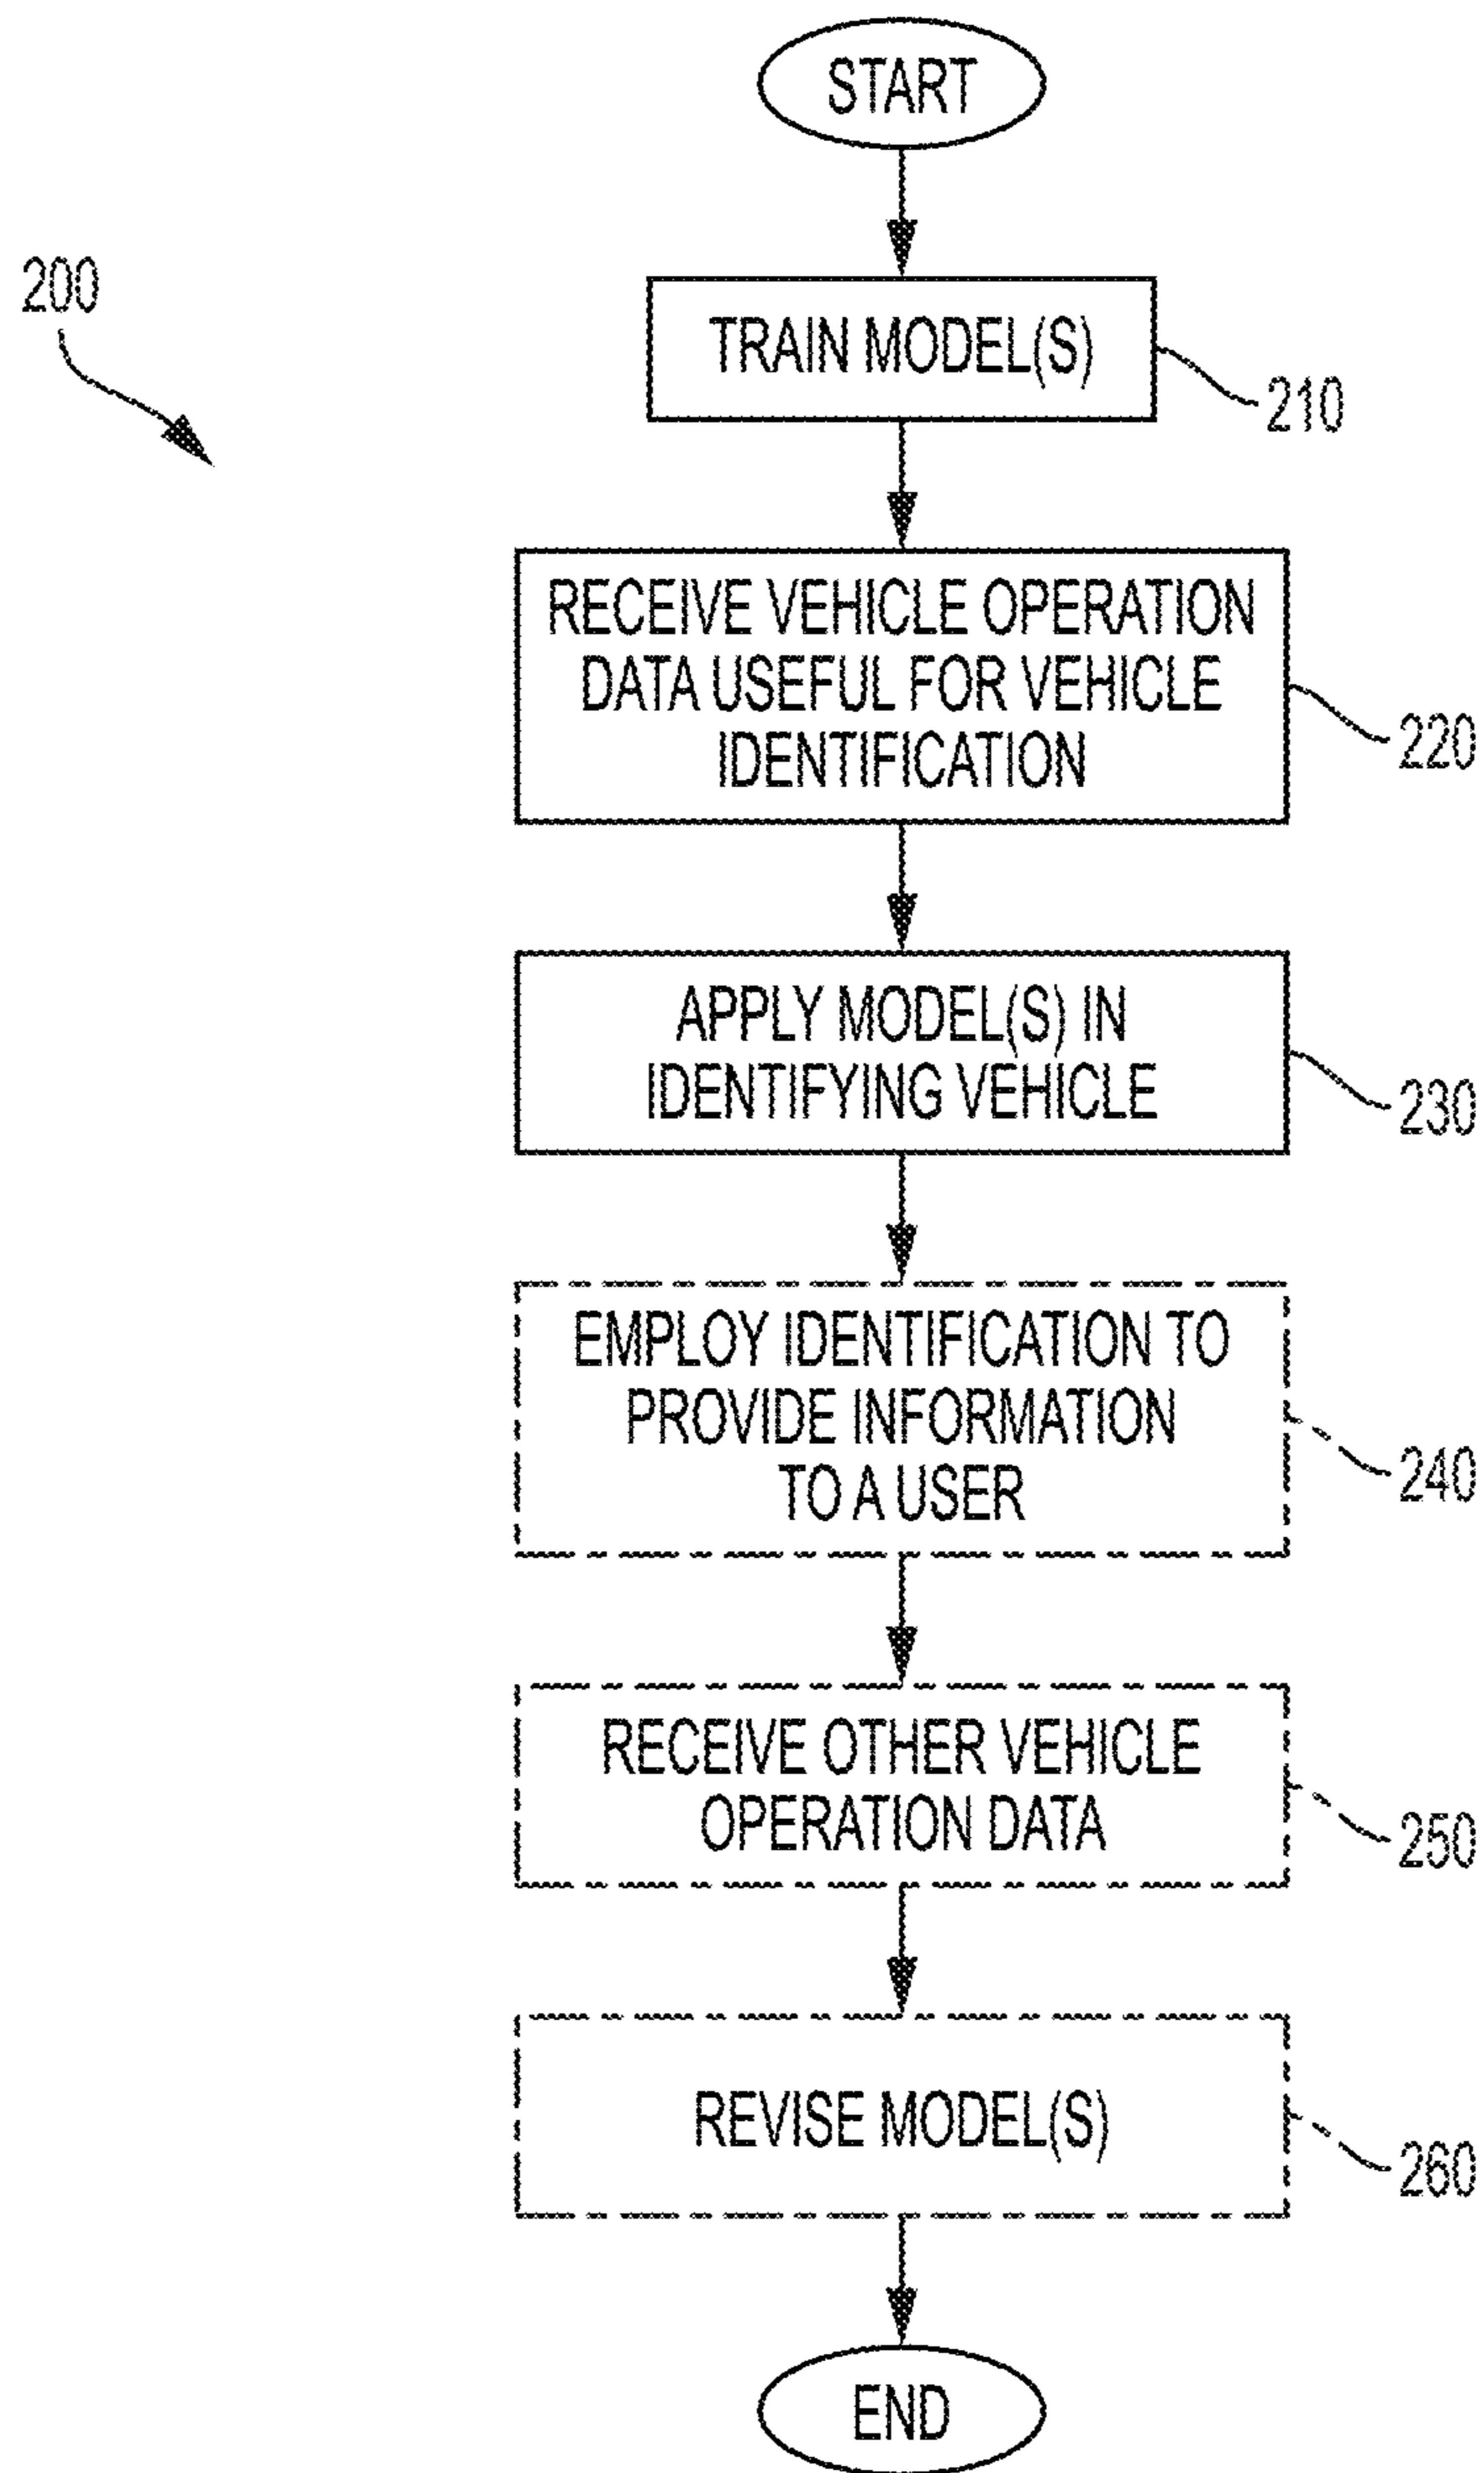 START
200
TRAIN MODEL(S)
210
RECEIVE VEHICLE OPERATION
DATA USEFUL FOR VEHICLE
IDENTIFICATION
220
APPLY MODEL(S) IN
IDENTIFYING VEHICLE
230
EMPLOY IDENTIFICATION TO
PROVIDE INFORMATION
TO A USER
240
RECEIVE OTHER VEHICLE
OPERATION DATA
250
REVISE MODEL(S)
260
END